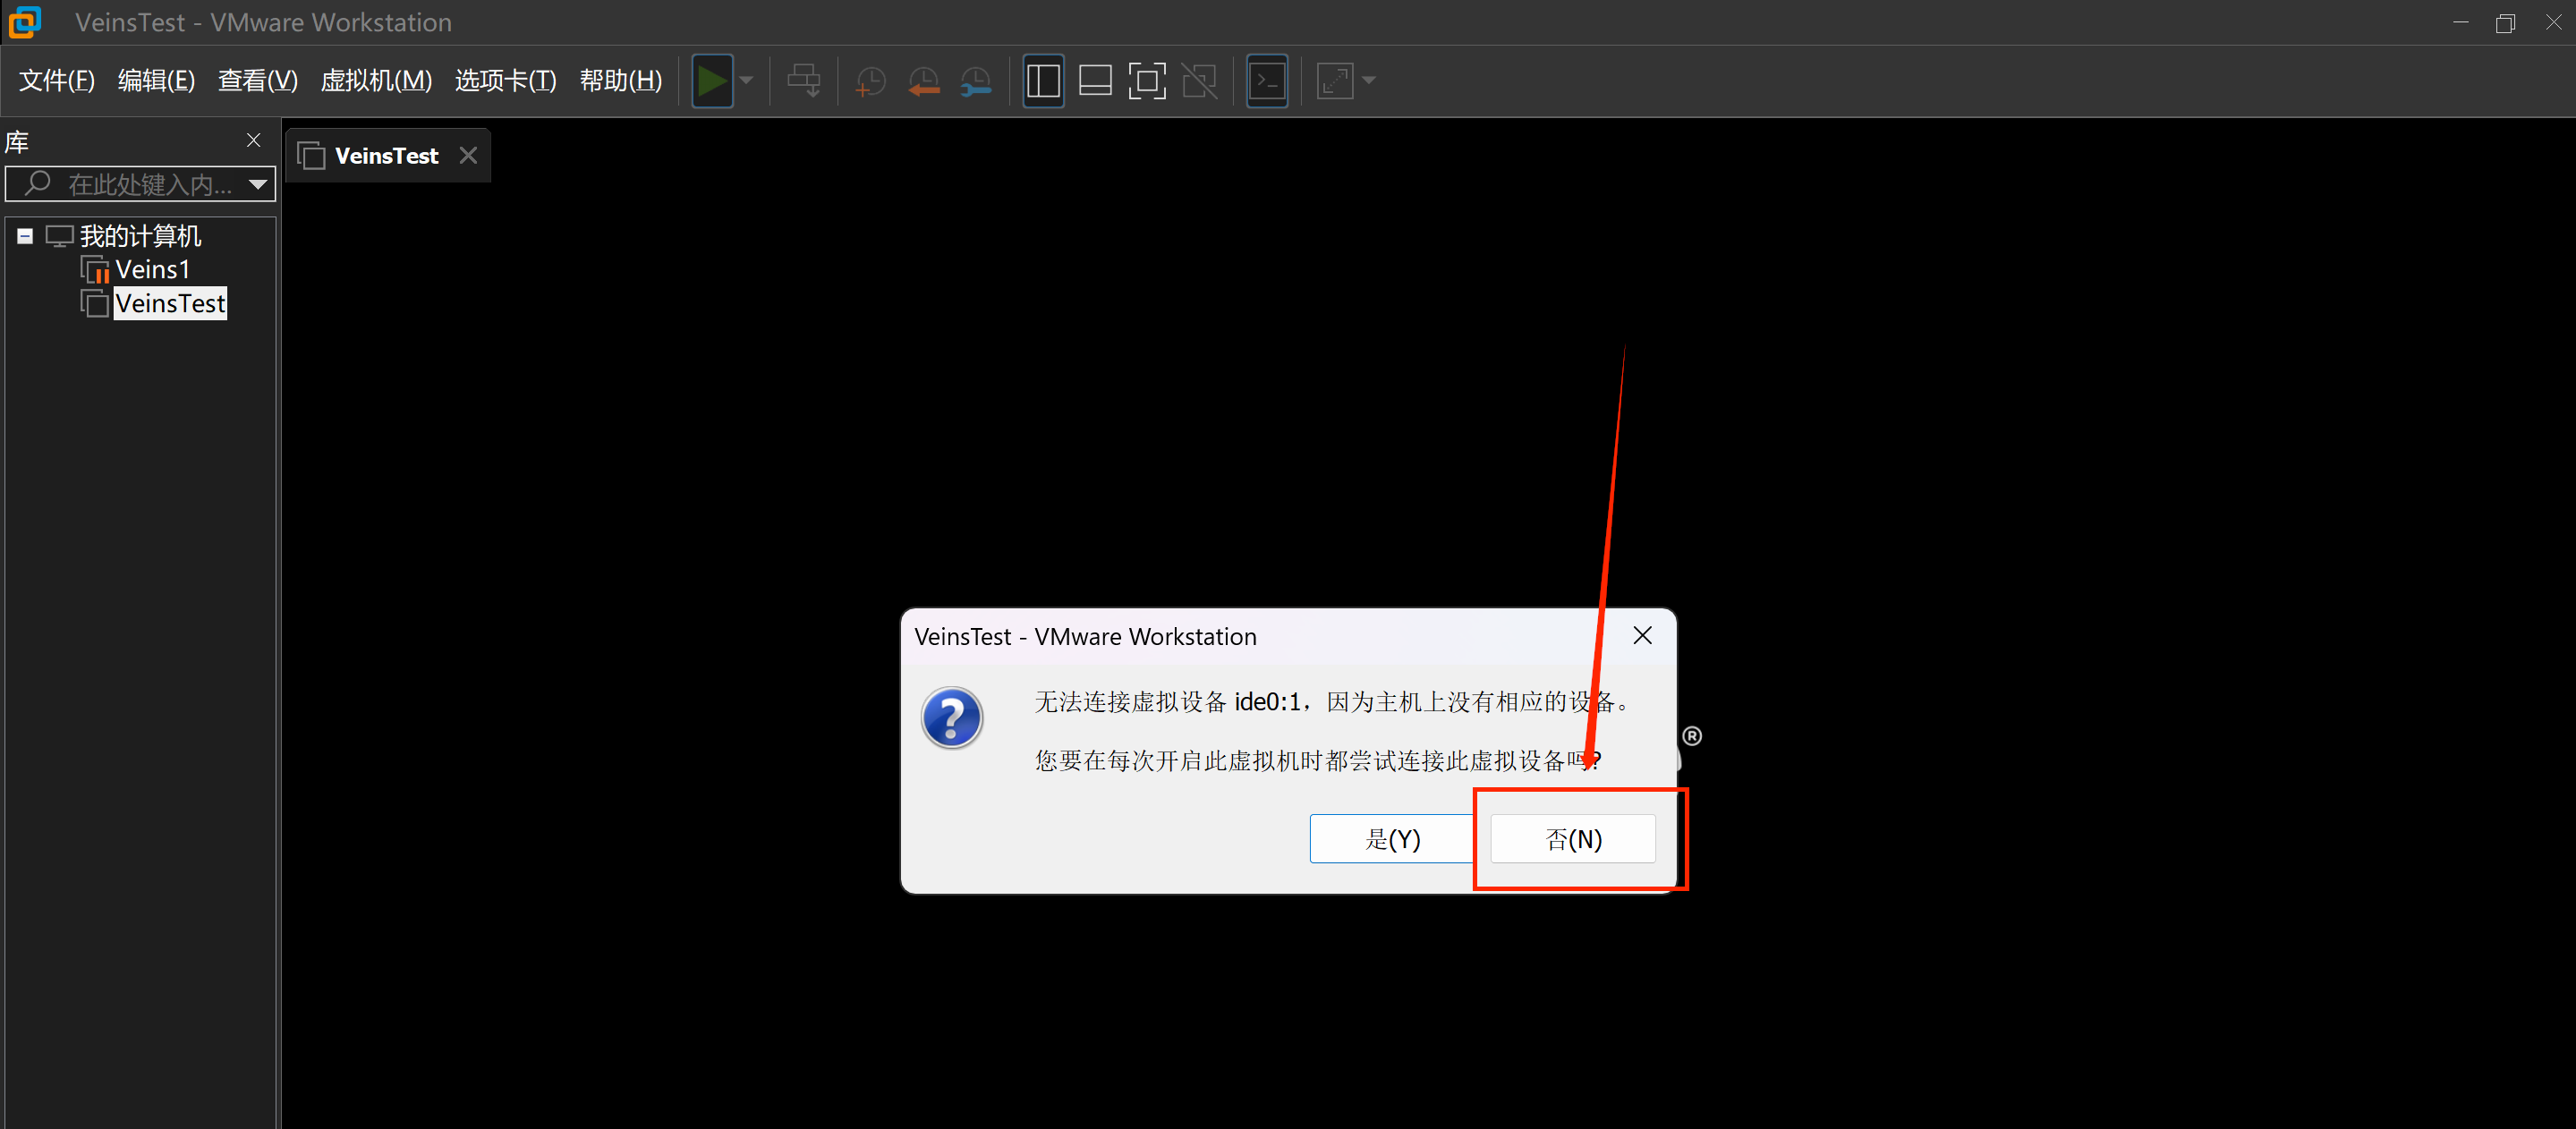 VeinsTest - VMware Workstation
文件(F) 编辑(E) 查看(V) 虚拟机(M) 选项卡(T) 帮助(H)
库
VeinsTest
在此处键入内...
我的计算机
Veins1
VeinsTest
VeinsTest - VMware Workstation
无法连接虚拟设备 ide0:1，因为主机上没有相应的设备。
您要在每次开启此虚拟机时都尝试连接此虚拟设备吗?
®
是(Y) 否(N)